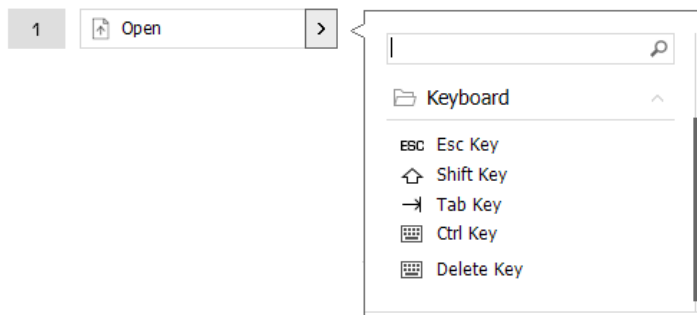 1
Open
Keyboard
ESC Esc Key
Shift Key
Tab Key
Ctrl Key
Delete Key